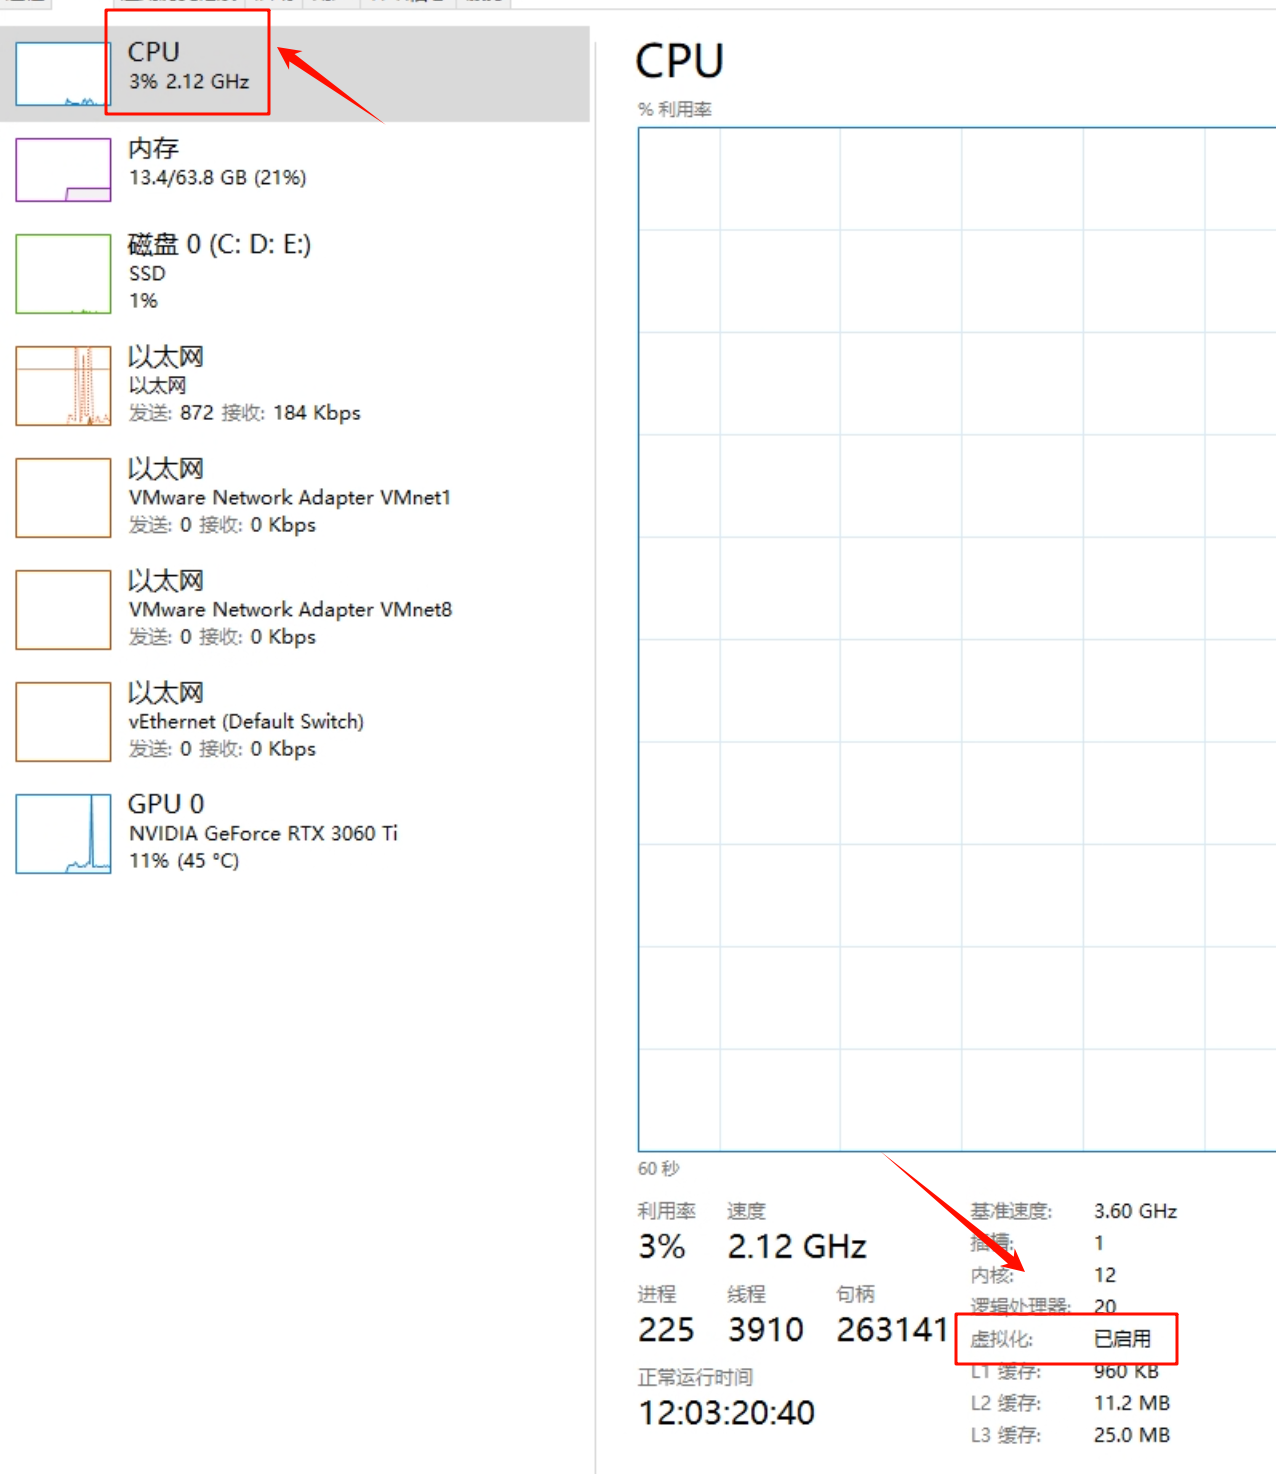 CPU
3% 2.12 GHz
内存
13.4/63.8 GB (21%)
磁盘 0 (C: D: E:)
SSD
1%
以太网
以太网
发送: 872 接收: 184 Kbps
以太网
VMware Network Adapter VMnet1
发送: 0 接收: 0 Kbps
以太网
VMware Network Adapter VMnet8
发送: 0 接收: 0 Kbps
以太网
vEthernet (Default Switch)
发送: 0 接收: 0 Kbps
GPU 0
NVIDIA GeForce RTX 3060 Ti
11% (45 °C)
CPU
% 利用率
60 秒
利用率 速度
3% 2.12 GHz
进程 线程 句柄
225 3910 263141
正常运行时间
12:03:20:40
基准速度: 3.60 GHz
插槽: 1
内核: 12
逻辑处理器: 20
虚拟化: 已启用
L1 缓存: 960 KB
L2 缓存: 11.2 MB
L3 缓存: 25.0 MB